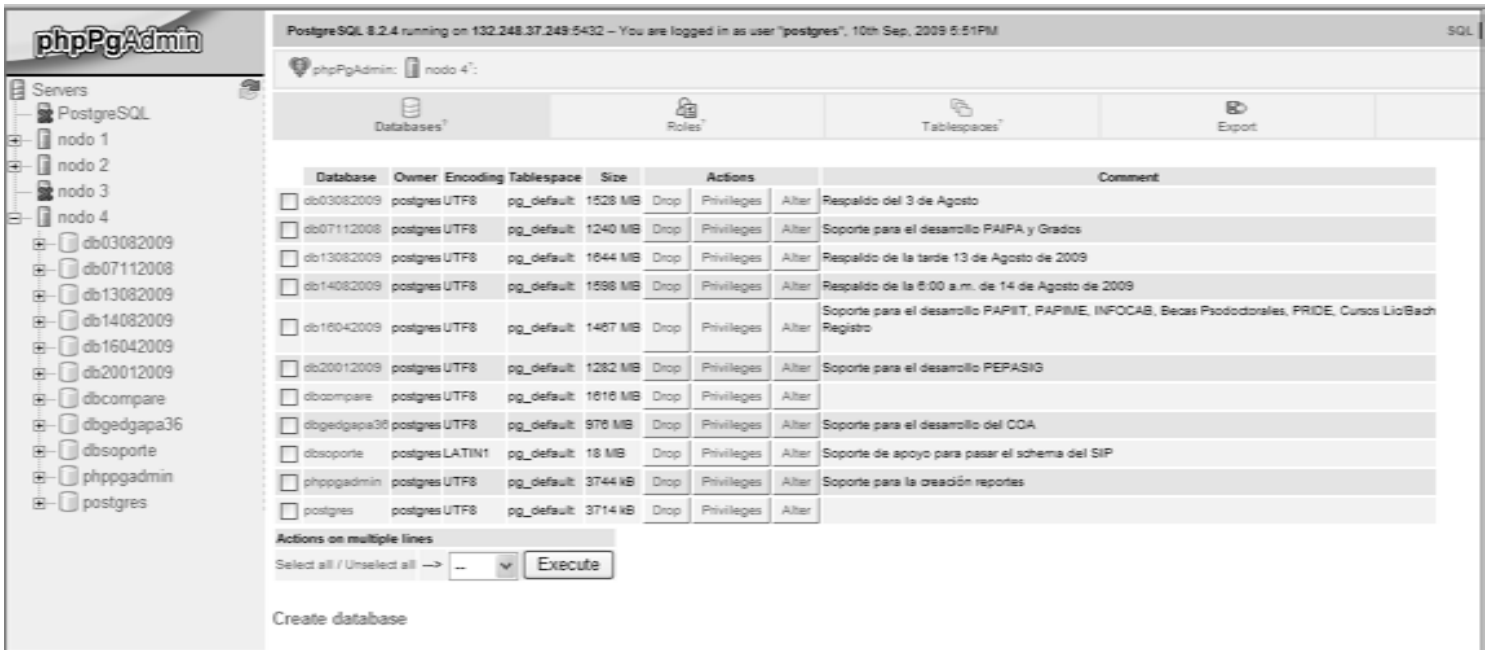 phpPgAdmin
Servers
PostgreSQL
nodo 1
nodo 2
nodo 3
nodo 4
db03082009
db07112008
db13082009
db14082009
db16042009
db20012009
dbcompare
dbgedgapa36
dbsoporte
phppgadmin
postgres
PostgreSQL 8.2.4 running on 132.248.37.249:5432 – You are logged in as user "postgres", 10th Sep, 2009 5:51PM SQL
phpPgAdmin: nodo 4?:
Databases? Roles? Tablespaces? Export
Database Owner Encoding Tablespace Size Actions Comment
db03082009 postgres UTF8 pg_default 1528 MB Drop Privileges Alter Respaldo del 3 de Agosto
db07112008 postgres UTF8 pg_default 1240 MB Drop Privileges Alter Soporte para el desarrollo PAIPA y Grados
db13082009 postgres UTF8 pg_default 1644 MB Drop Privileges Alter Respaldo de la tarde 13 de Agosto de 2009
db14082009 postgres UTF8 pg_default 1598 MB Drop Privileges Alter Respaldo de la 6:00 a.m. de 14 de Agosto de 2009
db16042009 postgres UTF8 pg_default 1467 MB Drop Privileges Alter Soporte para el desarrollo PAPIIT, PAPIME, INFOCAB, Becas Psodoctorales, PRIDE, Cursos Lic/Bach
Registro
db20012009 postgres UTF8 pg_default 1282 MB Drop Privileges Alter Soporte para el desarrollo PEPASIG
dbcompare postgres UTF8 pg_default 1616 MB Drop Privileges Alter
dbgedgapa36 postgres UTF8 pg_default 976 MB Drop Privileges Alter Soporte para el desarrollo del COA
dbsoporte postgres LATIN1 pg_default 18 MB Drop Privileges Alter Soporte de apoyo para pasar el schema del SIP
phppgadmin postgres UTF8 pg_default 3744 kB Drop Privileges Alter Soporte para la creación reportes
postgres postgres UTF8 pg_default 3714 kB Drop Privileges Alter
Actions on multiple lines
Select all / Unselect all --> -- Execute
Create database